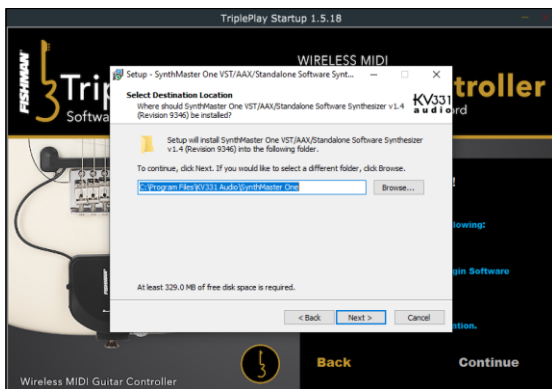 TriplePlay Startup 1.5.18
FISHMAN
WIRELESS MIDI
Trip
troller
Softwa
Setup - SynthMaster One VST/AAX/Standalone Software Synt...
Select Destination Location
Where should SynthMaster One VST/AAX/Standalone Software Synthesizer v1.4
(Revision 9346) be installed?
KV331
audio
Setup will install SynthMaster One VST/AAX/Standalone Software Synthesizer
v1.4 (Revision 9346) into the following folder.
To continue, click Next. If you would like to select a different folder, click Browse.
C:\Program Files\KV331 Audio\SynthMaster One
Browse...
lowing:
gin Software
At least 329.0 MB of free disk space is required.
< Back
Next >
Cancel
ntion.
Back
Continue
Wireless MIDI Guitar Controller